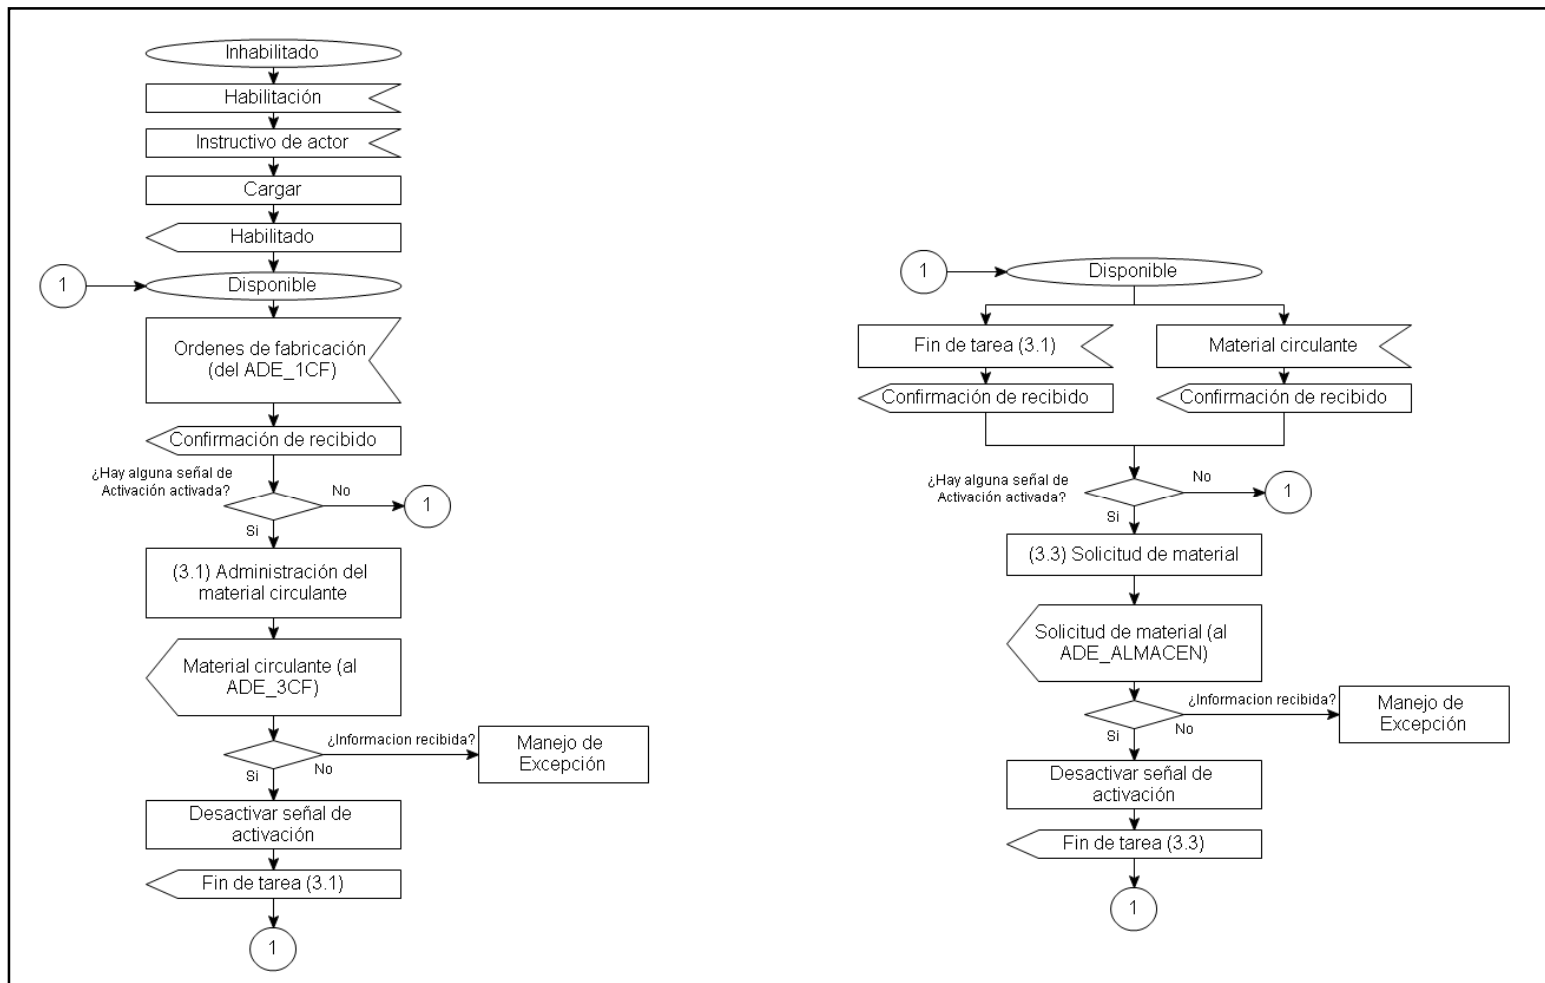 Inhabilitado
Habilitación
Instructivo de actor
Cargar
Habilitado
1
Disponible
Ordenes de fabricación
(del ADE_1CF)
Confirmación de recibido
¿Hay alguna señal de
Activación activada?
No
1
Si
(3.1) Administración del
material circulante
Material circulante (al
ADE_3CF)
¿Informacion recibida?
No
Si
Manejo de
Excepción
Desactivar señal de
activación
Fin de tarea (3.1)
1
1
Disponible
Fin de tarea (3.1)
Material circulante
Confirmación de recibido
Confirmación de recibido
¿Hay alguna señal de
Activación activada?
No
1
Si
(3.3) Solicitud de material
Solicitud de material (al
ADE_ALMACEN)
¿Informacion recibida?
No
Si
Manejo de
Excepción
Desactivar señal de
activación
Fin de tarea (3.3)
1